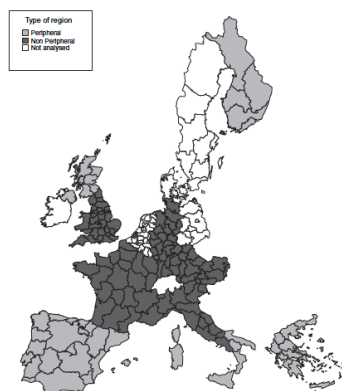 Type of region
Peripheral
Non Peripheral
Not analysed